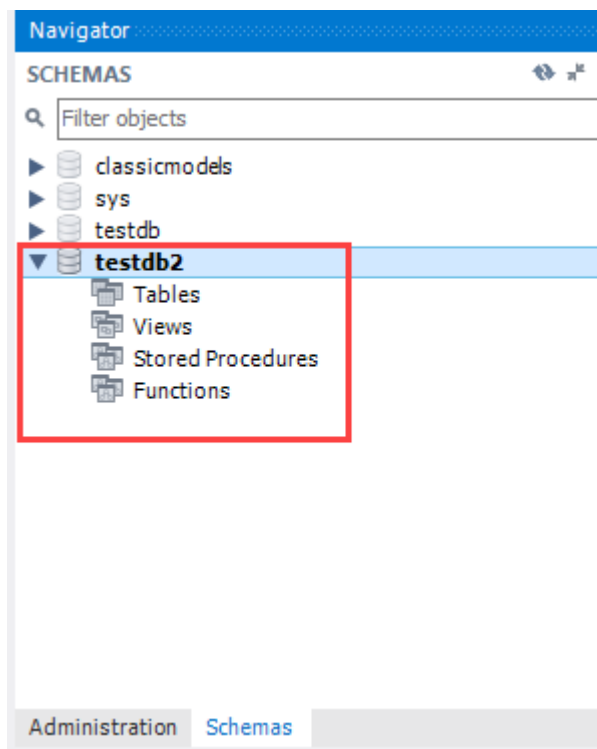 Navigator
SCHEMAS
Filter objects
classicmodels
sys
testdb
testdb2
Tables
Views
Stored Procedures
Functions
Administration Schemas